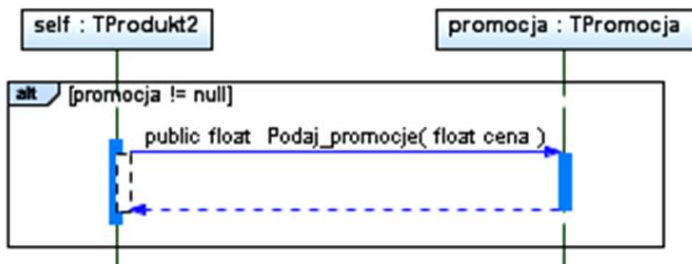 self : TProdukt2
promocja : TPromocja
alt [promocja != null]
public float Podaj_promocje( float cena )